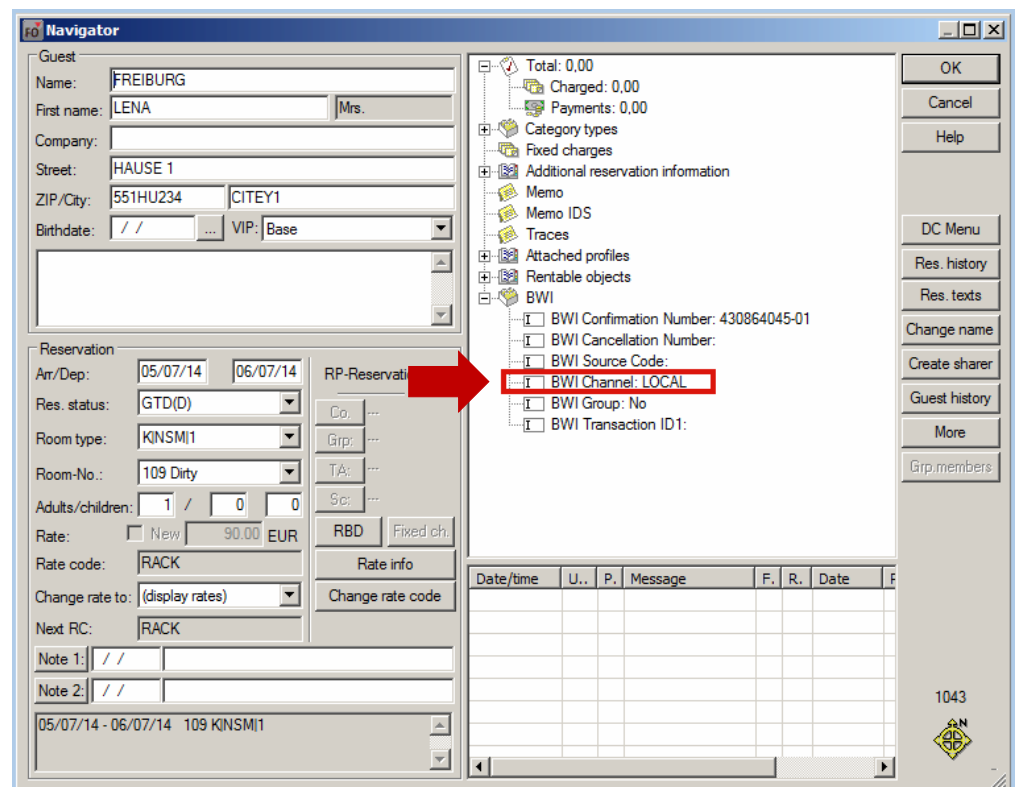 FO Navigator
Guest
Name: FREIBURG
First name: LENA Mrs.
Company:
Street: HAUSE 1
ZIP/City: 551HU234 CITEY1
Birthdate: / / ... VIP: Base
Reservation
Arr/Dep: 05/07/14 06/07/14
Res. status: GTD(D)
Room type: K|NSM|1
Room-No.: 109 Dirty
Adults/children: 1 / 0 0
Rate: New 90.00 EUR
Rate code: RACK
Change rate to: (display rates)
Next RC: RACK
Note 1: / /
Note 2: / /
05/07/14 - 06/07/14 109 K|NSM|1
RP-Reservati
Co. ---
Grp: ---
TA: ---
Sc: ---
RBD Fixed ch.
Rate info
Change rate code
Total: 0,00
Charged: 0,00
Payments: 0,00
Category types
Fixed charges
Additional reservation information
Memo
Memo IDS
Traces
Attached profiles
Rentable objects
BWI
BWI Confirmation Number: 430864045-01
BWI Cancellation Number:
BWI Source Code:
BWI Channel: LOCAL
BWI Group: No
BWI Transaction ID1:
Date/time U.. P. Message F. R. Date
OK
Cancel
Help
DC Menu
Res. history
Res. texts
Change name
Create sharer
Guest history
More
Grp.members
1043
N